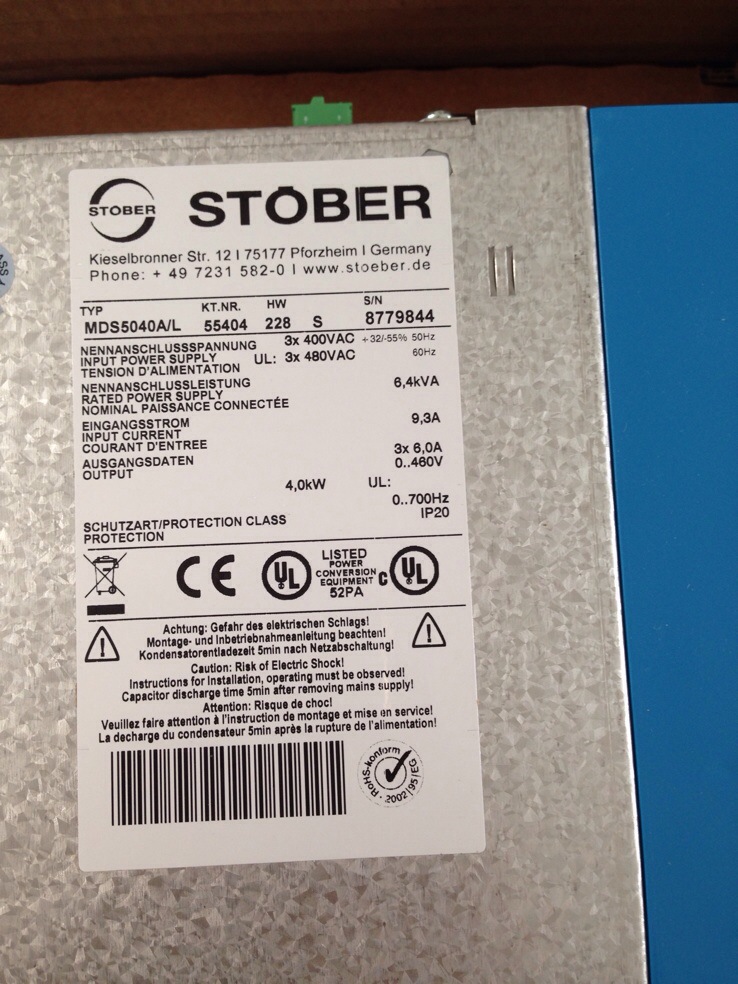 STÖBER
STÖBER
Kieselbronner Str. 12 I 75177 Pforzheim I Germany
Phone: + 49 7231 582-0 I www.stoeber.de
TYP KT.NR. HW S/N
MDS5040A/L 55404 228 S 8779844
NENNANSCHLUSSSPANNUNG 3x 400VAC +32/-55% 50Hz
INPUT POWER SUPPLY UL: 3x 480VAC 60Hz
TENSION D'ALIMENTATION
NENNANSCHLUSSLEISTUNG 6,4kVA
RATED POWER SUPPLY
NOMINAL PAISSANCE CONNECTÉE
EINGANGSSTROM 9,3A
INPUT CURRENT
COURANT D'ENTREE
AUSGANGSDATEN 3x 6,0A
OUTPUT 0..460V
4,0kW UL:
0..700Hz
SCHUTZART/PROTECTION CLASS IP20
PROTECTION
CE
UL
LISTED
POWER
CONVERSION
EQUIPMENT
52PA
C UL
Achtung: Gefahr des elektrischen Schlags!
Montage- und Inbetriebnahmeanleitung beachten!
Kondensatorentladezeit 5min nach Netzabschaltung!
Caution: Risk of Electric Shock!
Instructions for Installation, operating must be observed!
Capacitor discharge time 5min after removing mains supply!
Attention: Risque de choc!
Veuillez faire attention à l'instruction de montage et mise en service!
La decharge du condensateur 5min après la rupture de l'alimentation!
RoHS-konform
2002/95/EG